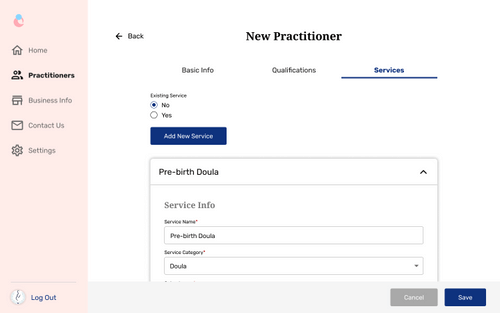 Back
New Practitioner
Home
Practitioners
Business Info
Contact Us
Settings
Log Out
Basic Info
Qualifications
Services
Existing Service
No
Yes
Add New Service
Pre-birth Doula
Service Info
Service Name*
Pre-birth Doula
Service Category*
Doula
Cancel
Save